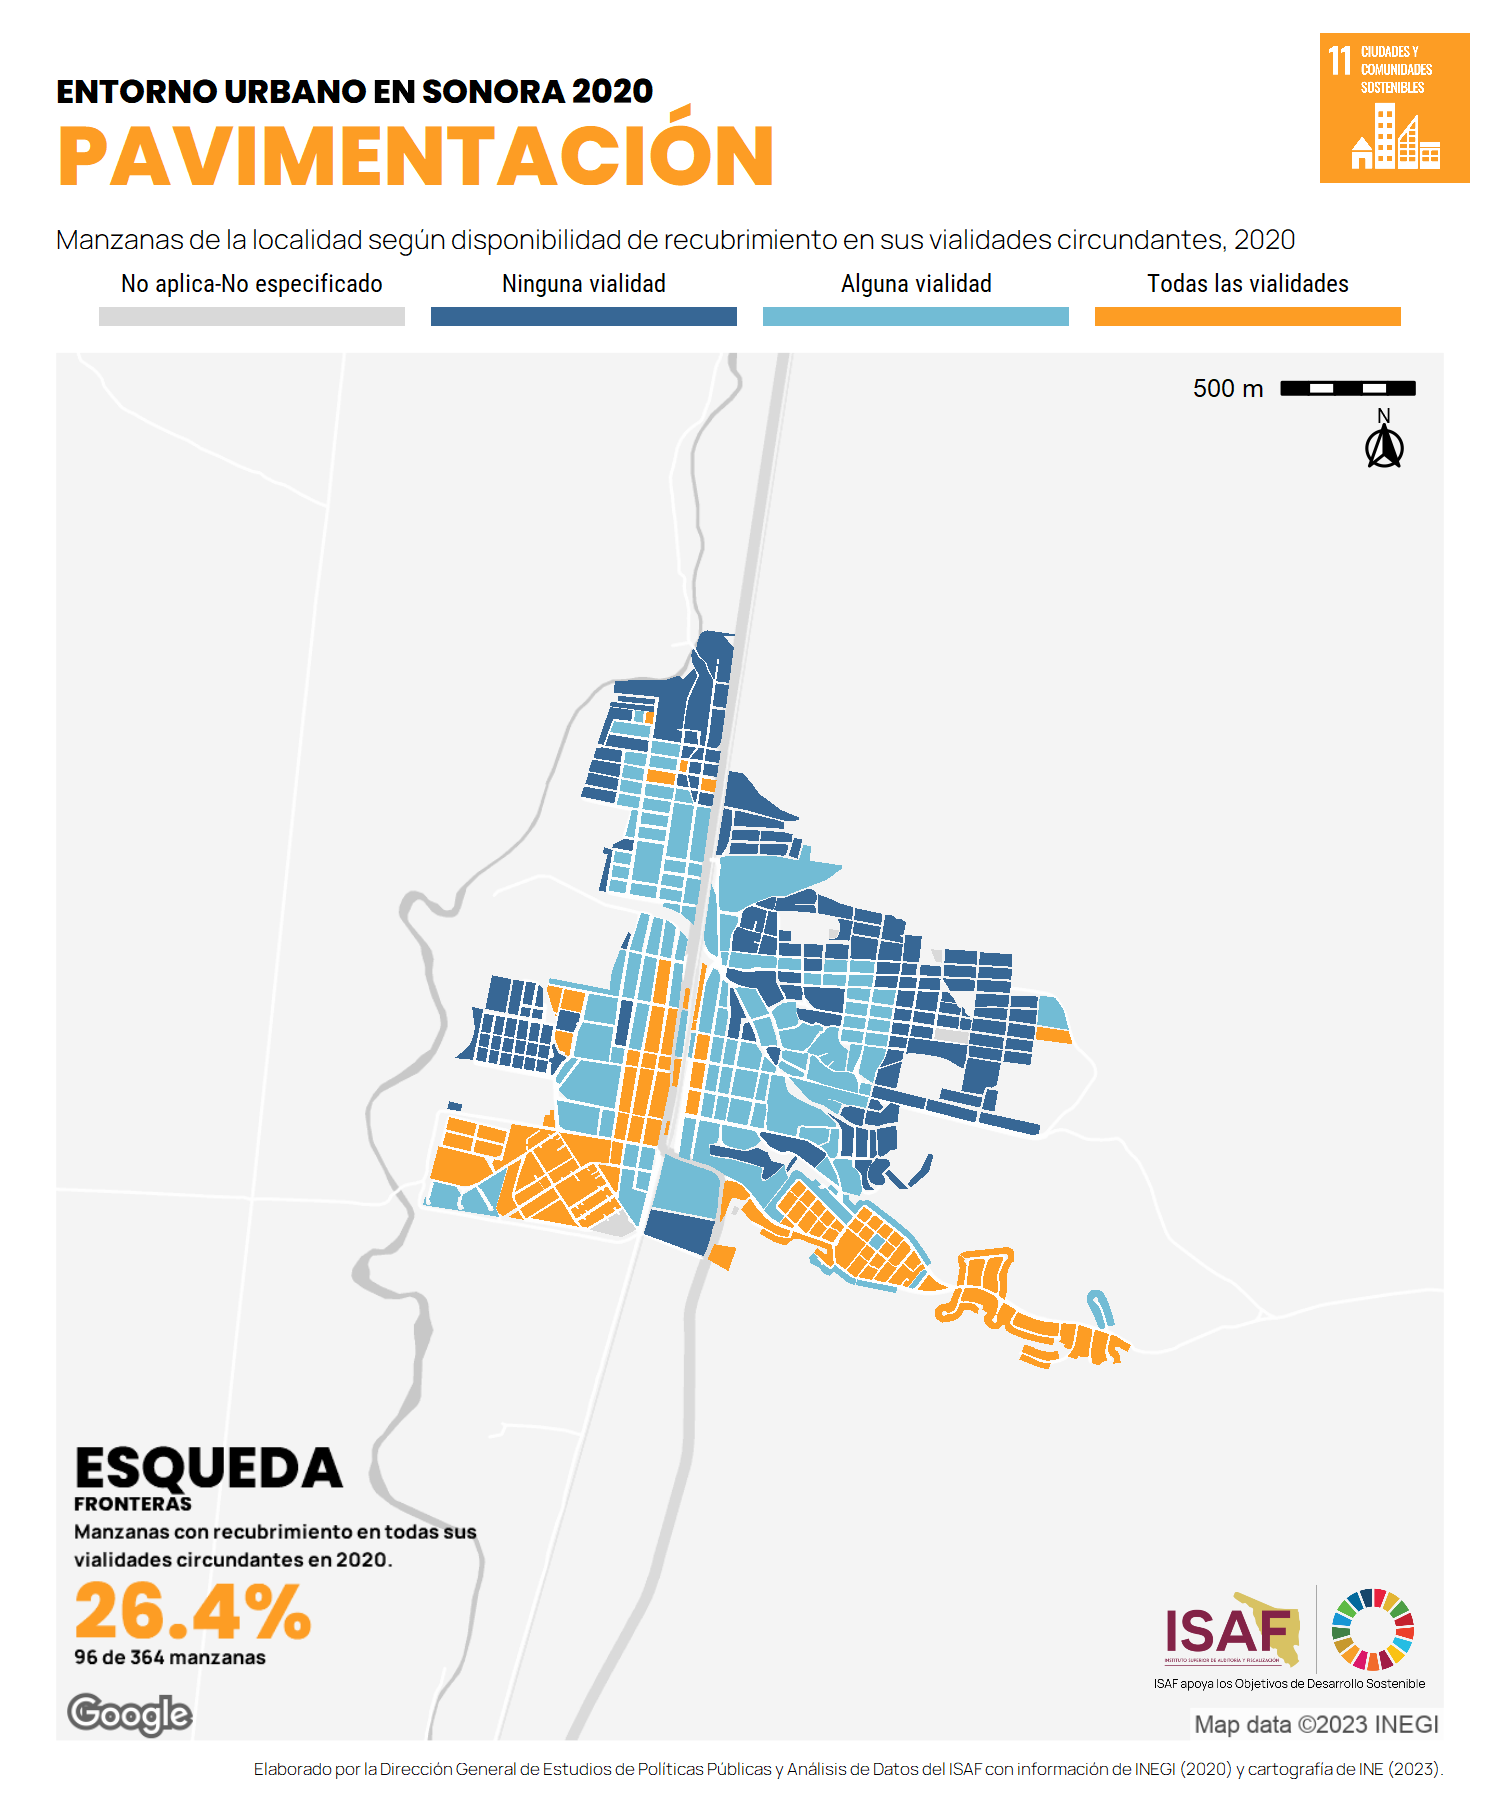 ENTORNO URBANO EN SONORA 2020
PAVIMENTACIÓN
11 CIUDADES Y
COMUNIDADES
SOSTENIBLES
Manzanas de la localidad según disponibilidad de recubrimiento en sus vialidades circundantes, 2020
No aplica-No especificado
Ninguna vialidad
Alguna vialidad
Todas las vialidades
500 m
N
ESQUEDA
FRONTERAS
Manzanas con recubrimiento en todas sus
vialidades circundantes en 2020.
26.4%
96 de 364 manzanas
Google
ISAF
INSTITUTO SUPERIOR DE AUDITORÍA Y FISCALIZACIÓN
ISAF apoya los Objetivos de Desarrollo Sostenible
Map data ©2023 INEGI
Elaborado por la Dirección General de Estudios de Políticas Públicas y Análisis de Datos del ISAF con información de INEGI (2020) y cartografía de INE (2023).